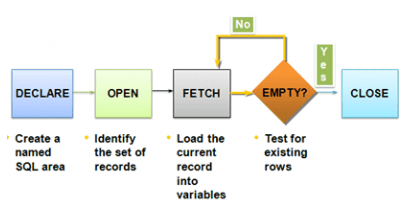 No
Yes
DECLARE
OPEN
FETCH
EMPTY?
CLOSE
• Create a
named
SQL area
• Identify
the set of
records
• Load the
current
record
into
variables
• Test for
existing
rows